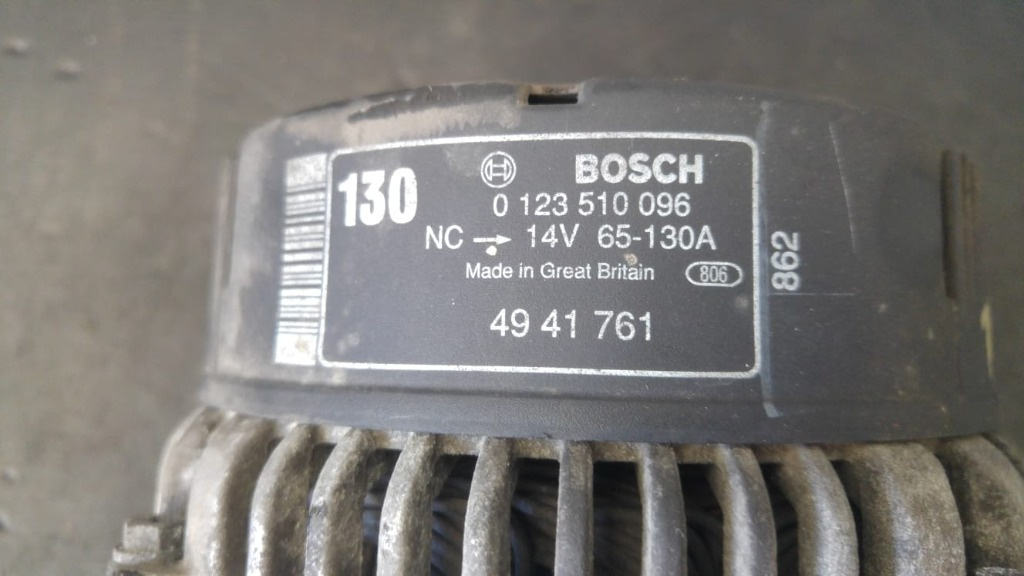 130
BOSCH
0 123 510 096
NC → 14V 65-130A
Made in Great Britain 806
49 41 761
862